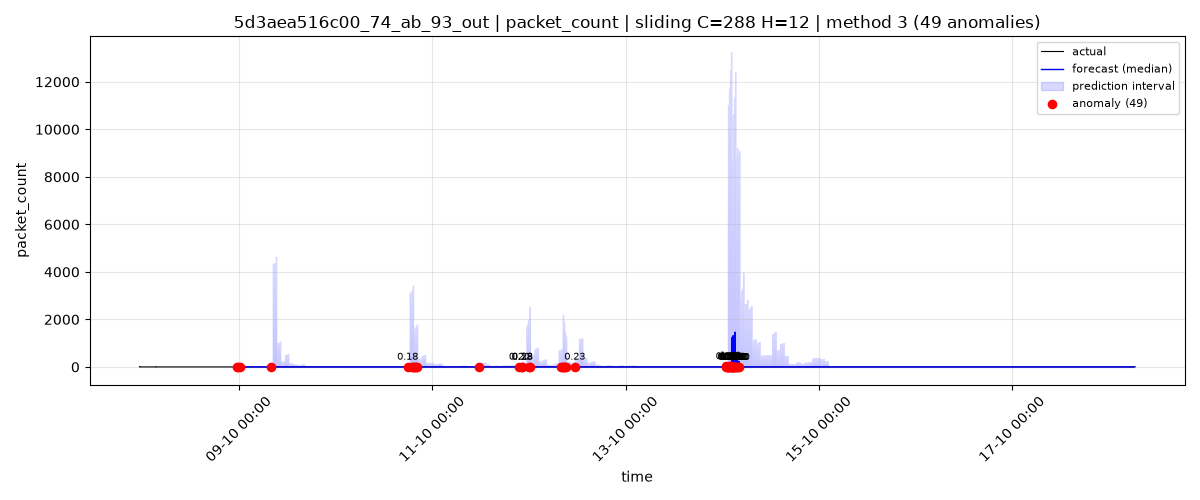 5d3aea516c00_74_ab_93_out | packet_count | sliding C=288 H=12 | method 3 (49 anomalies)
actual
forecast (median)
prediction interval
anomaly (49)
packet_count
12000
10000
8000
6000
4000
2000
0
0.18
0.23
09-10 00:00
11-10 00:00
13-10 00:00
15-10 00:00
17-10 00:00
time